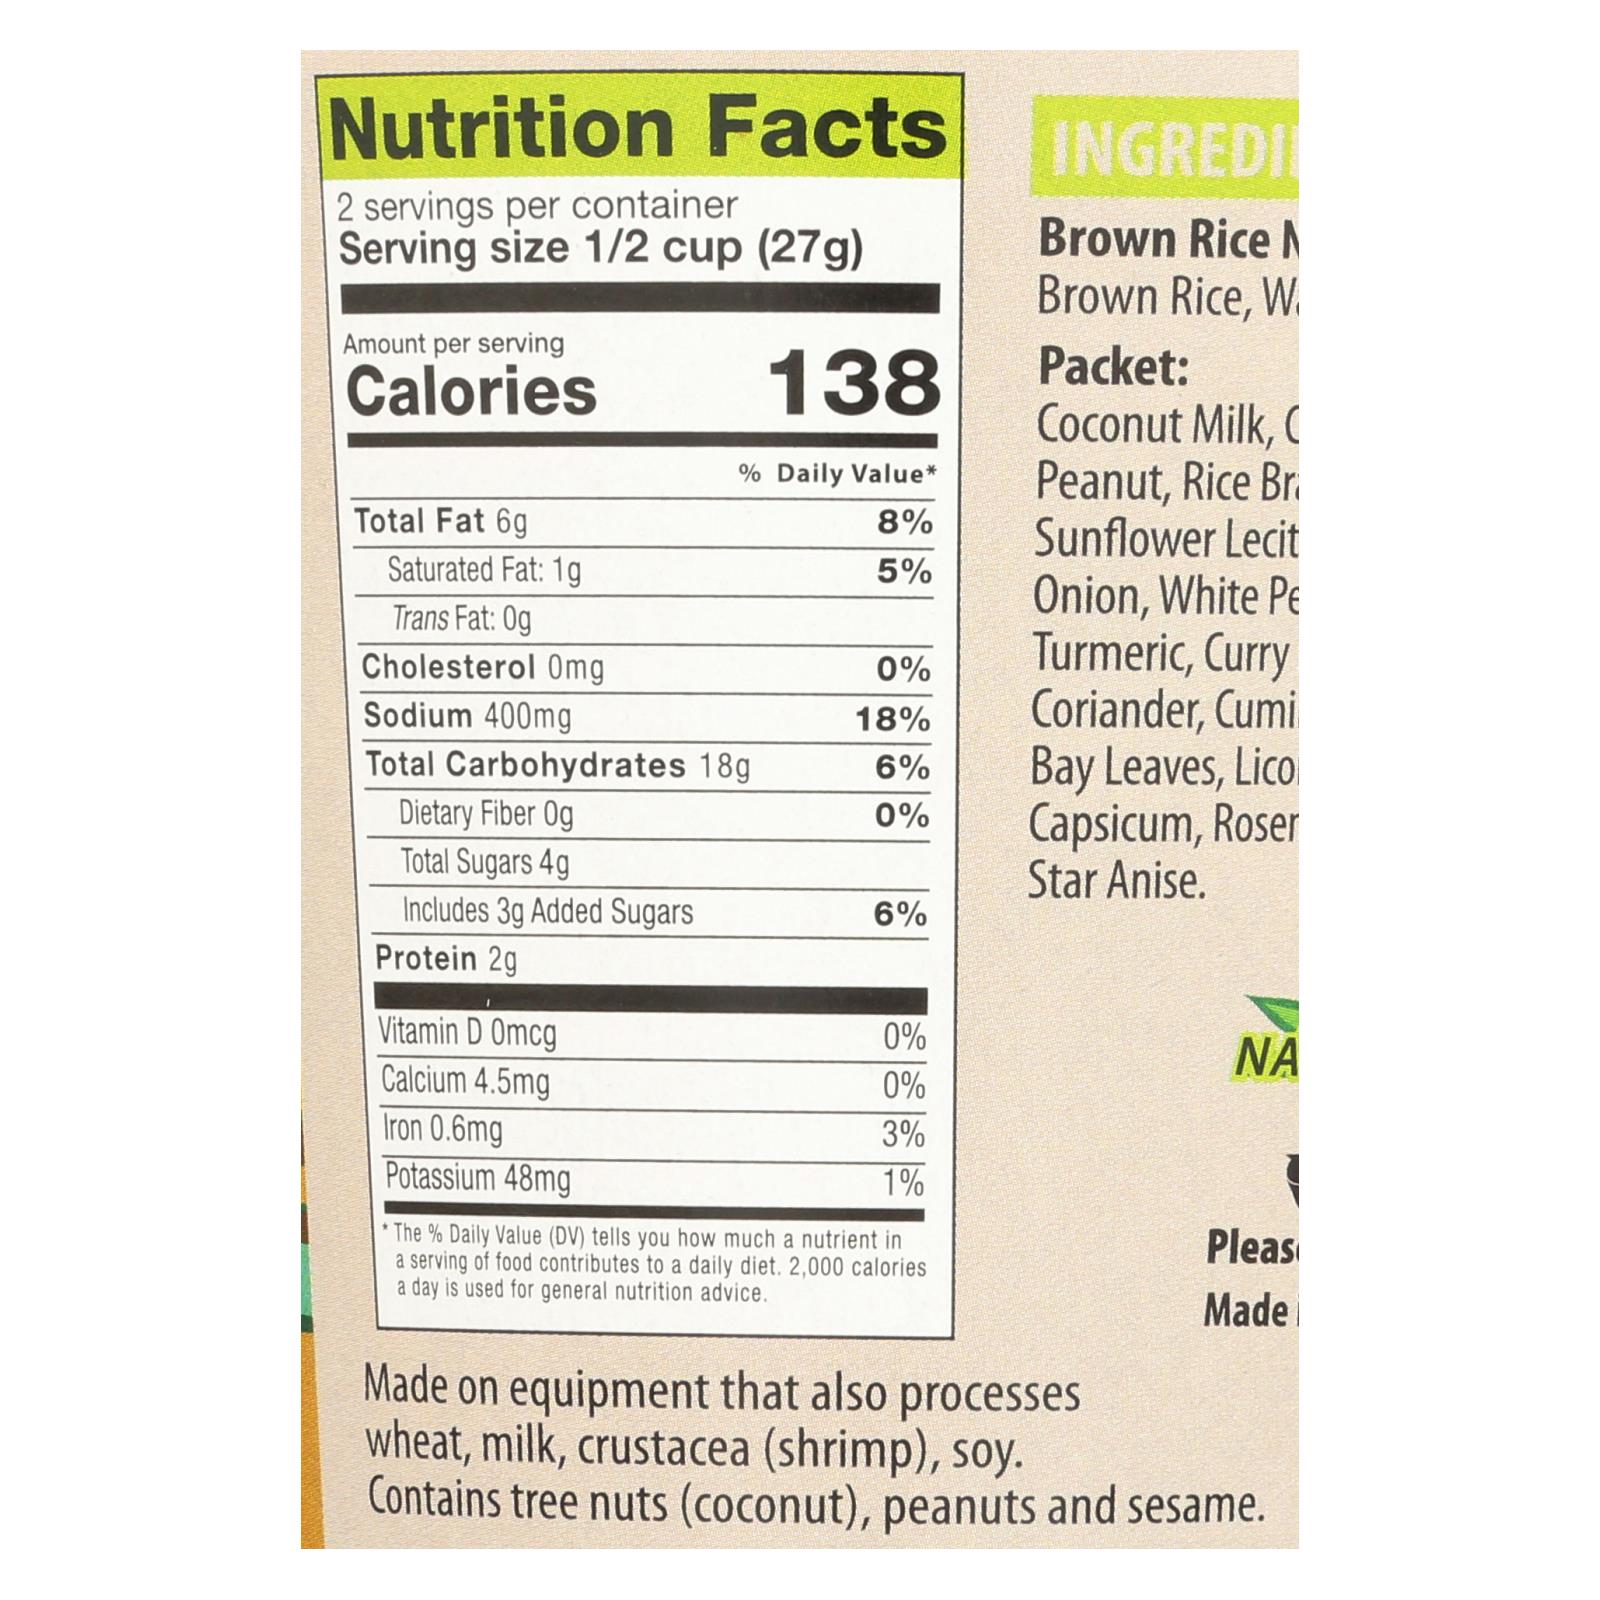 Nutrition Facts
2 servings per container
Serving size 1/2 cup (27g)
Amount per serving
Calories 138
% Daily Value*
Total Fat 6g 8%
Saturated Fat: 1g 5%
Trans Fat: 0g
Cholesterol 0mg 0%
Sodium 400mg 18%
Total Carbohydrates 18g 6%
Dietary Fiber 0g 0%
Total Sugars 4g
Includes 3g Added Sugars 6%
Protein 2g
Vitamin D 0mcg 0%
Calcium 4.5mg 0%
Iron 0.6mg 3%
Potassium 48mg 1%
* The % Daily Value (DV) tells you how much a nutrient in
a serving of food contributes to a daily diet. 2,000 calories
a day is used for general nutrition advice.
Made on equipment that also processes
wheat, milk, crustacea (shrimp), soy.
Contains tree nuts (coconut), peanuts and sesame.
Brown Rice
Brown Rice,
Packet:
Coconut Milk,
Peanut, Rice
Sunflower
Onion, White
Turmeric, Curry
Coriander,
Bay Leaves,
Capsicum,
Star Anise.
Made